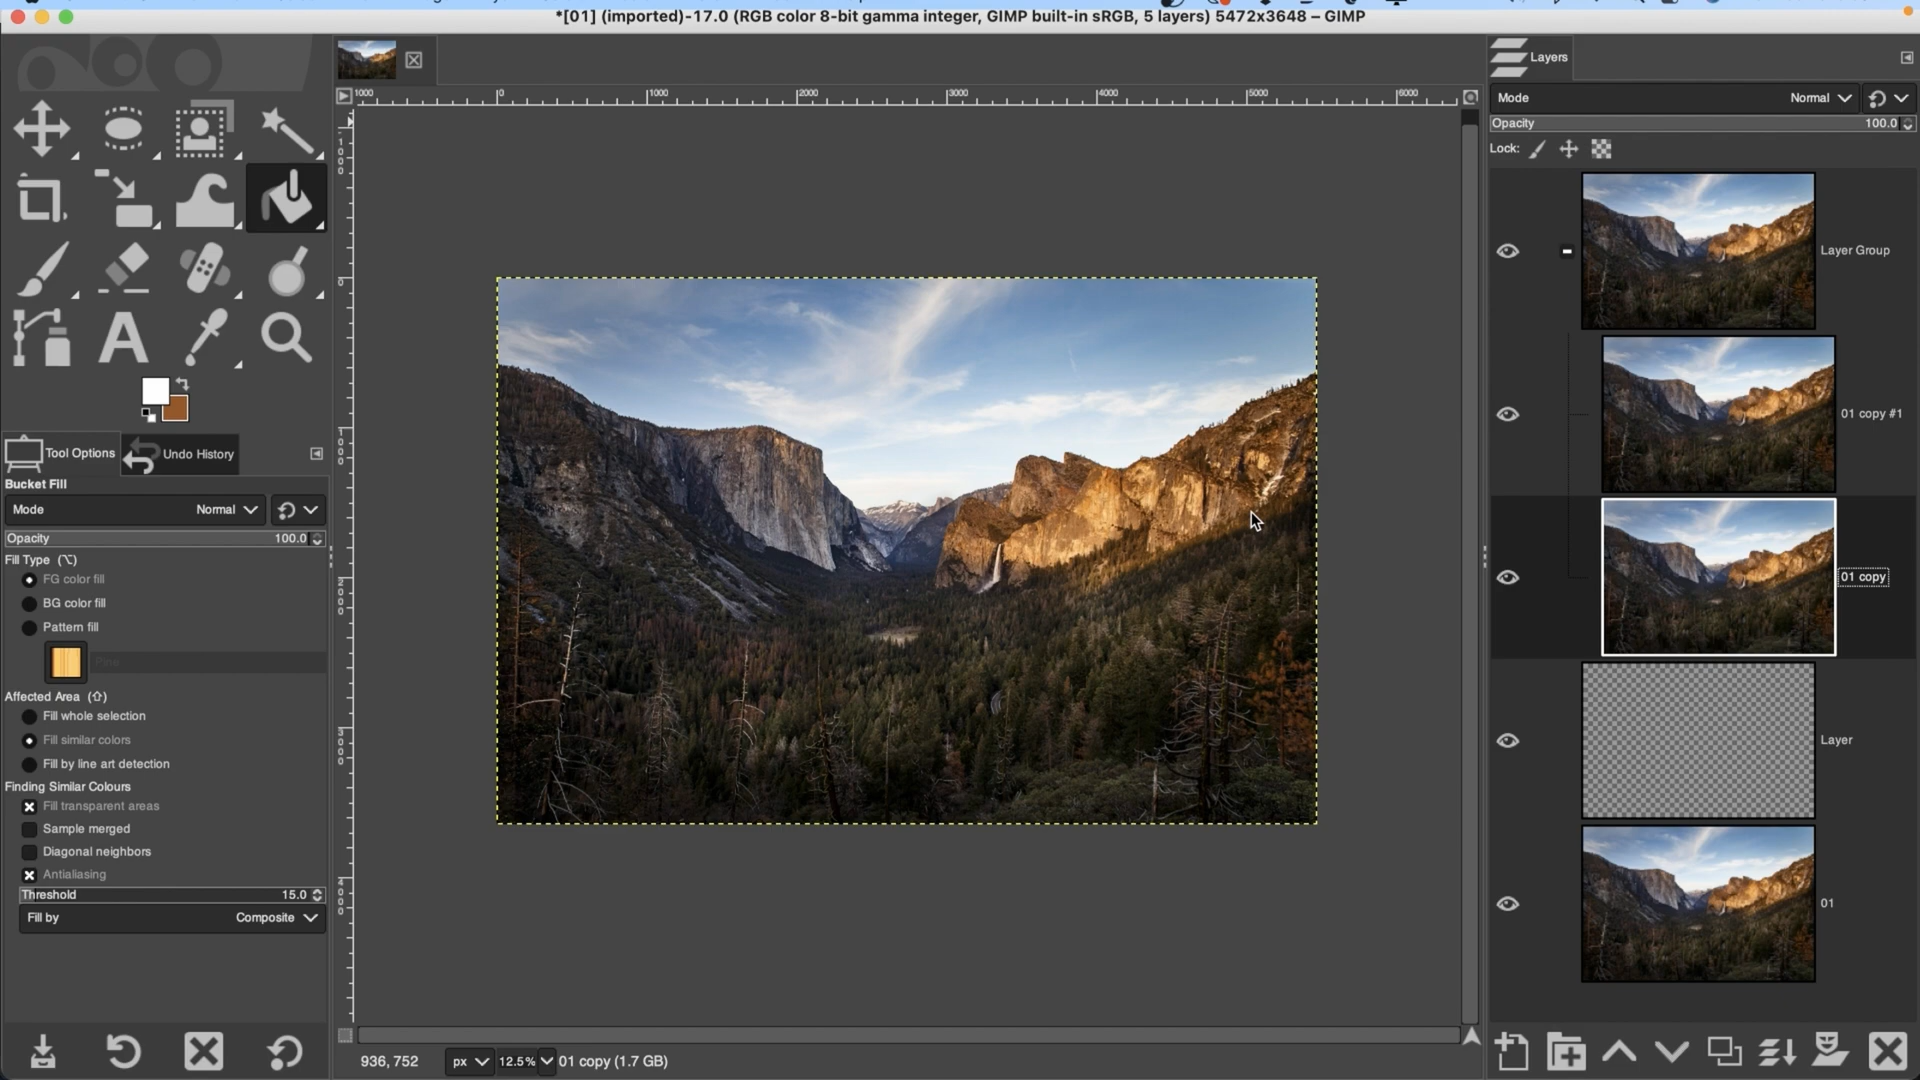 *[01] (imported)-17.0 (RGB color 8-bit gamma integer, GIMP built-in sRGB, 5 layers) 5472x3648 – GIMP
Layers
Mode Normal
Opacity 100.0
Lock:
Layer Group
01 copy #1
01 copy
Layer
01
1000 0 1000 2000 3000 4000 5000 6000
Tool Options
Undo History
Bucket Fill
Mode Normal
Opacity 100.0
Fill Type (⌥)
FG color fill
BG color fill
Pattern fill
Pine
Affected Area (⇧)
Fill whole selection
Fill similar colors
Fill by line art detection
Finding Similar Colours
Fill transparent areas
Sample merged
Diagonal neighbors
Antialiasing
Threshold 15.0
Fill by Composite
936, 752 px 12.5% 01 copy (1.7 GB)